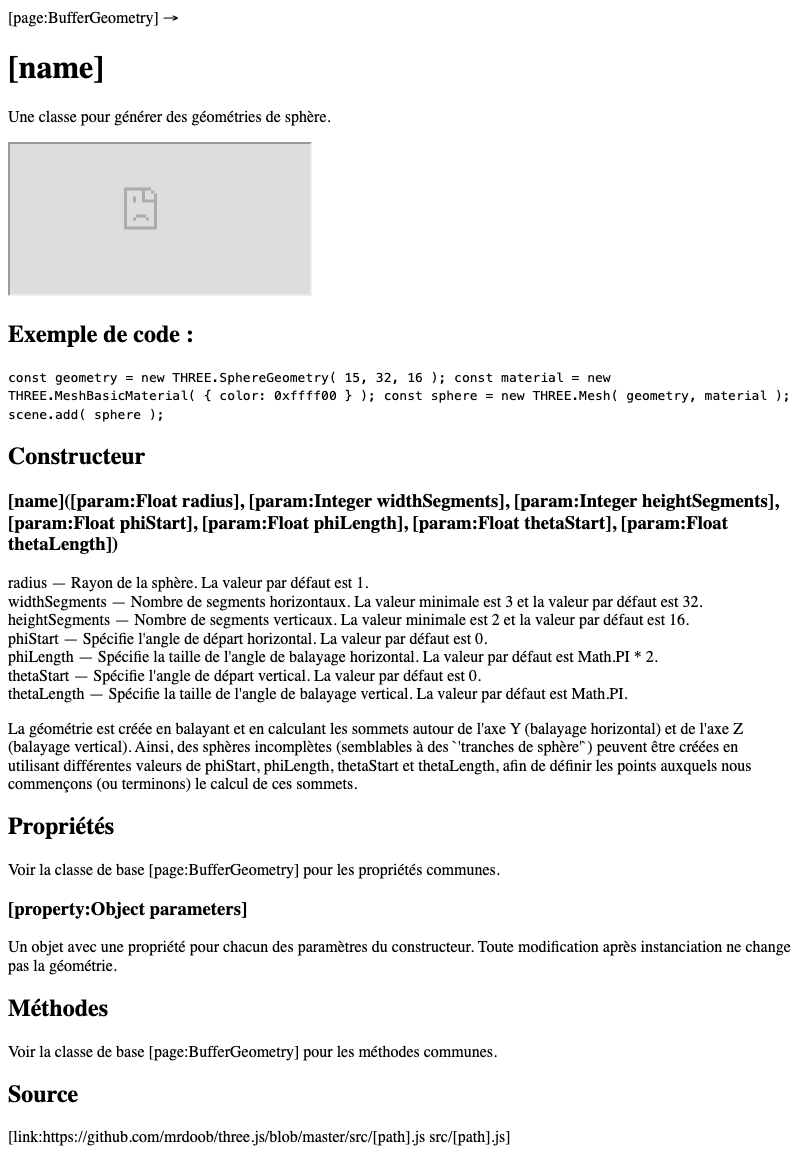 [page:BufferGeometry] →
[name]
Une classe pour générer des géométries de sphère.
Exemple de code :
const geometry = new THREE.SphereGeometry( 15, 32, 16 ); const material = new
THREE.MeshBasicMaterial( { color: 0xffff00 } ); const sphere = new THREE.Mesh( geometry, material );
scene.add( sphere );
Constructeur
[name]([param:Float radius], [param:Integer widthSegments], [param:Integer heightSegments],
[param:Float phiStart], [param:Float phiLength], [param:Float thetaStart], [param:Float
thetaLength])
radius — Rayon de la sphère. La valeur par défaut est 1.
widthSegments — Nombre de segments horizontaux. La valeur minimale est 3 et la valeur par défaut est 32.
heightSegments — Nombre de segments verticaux. La valeur minimale est 2 et la valeur par défaut est 16.
phiStart — Spécifie l'angle de départ horizontal. La valeur par défaut est 0.
phiLength — Spécifie la taille de l'angle de balayage horizontal. La valeur par défaut est Math.PI * 2.
thetaStart — Spécifie l'angle de départ vertical. La valeur par défaut est 0.
thetaLength — Spécifie la taille de l'angle de balayage vertical. La valeur par défaut est Math.PI.
La géométrie est créée en balayant et en calculant les sommets autour de l'axe Y (balayage horizontal) et de l'axe Z
(balayage vertical). Ainsi, des sphères incomplètes (semblables à des `'tranches de sphère'`) peuvent être créées en
utilisant différentes valeurs de phiStart, phiLength, thetaStart et thetaLength, afin de définir les points auxquels nous
commençons (ou terminons) le calcul de ces sommets.
Propriétés
Voir la classe de base [page:BufferGeometry] pour les propriétés communes.
[property:Object parameters]
Un objet avec une propriété pour chacun des paramètres du constructeur. Toute modification après instanciation ne change
pas la géométrie.
Méthodes
Voir la classe de base [page:BufferGeometry] pour les méthodes communes.
Source
[link:https://github.com/mrdoob/three.js/blob/master/src/[path].js src/[path].js]